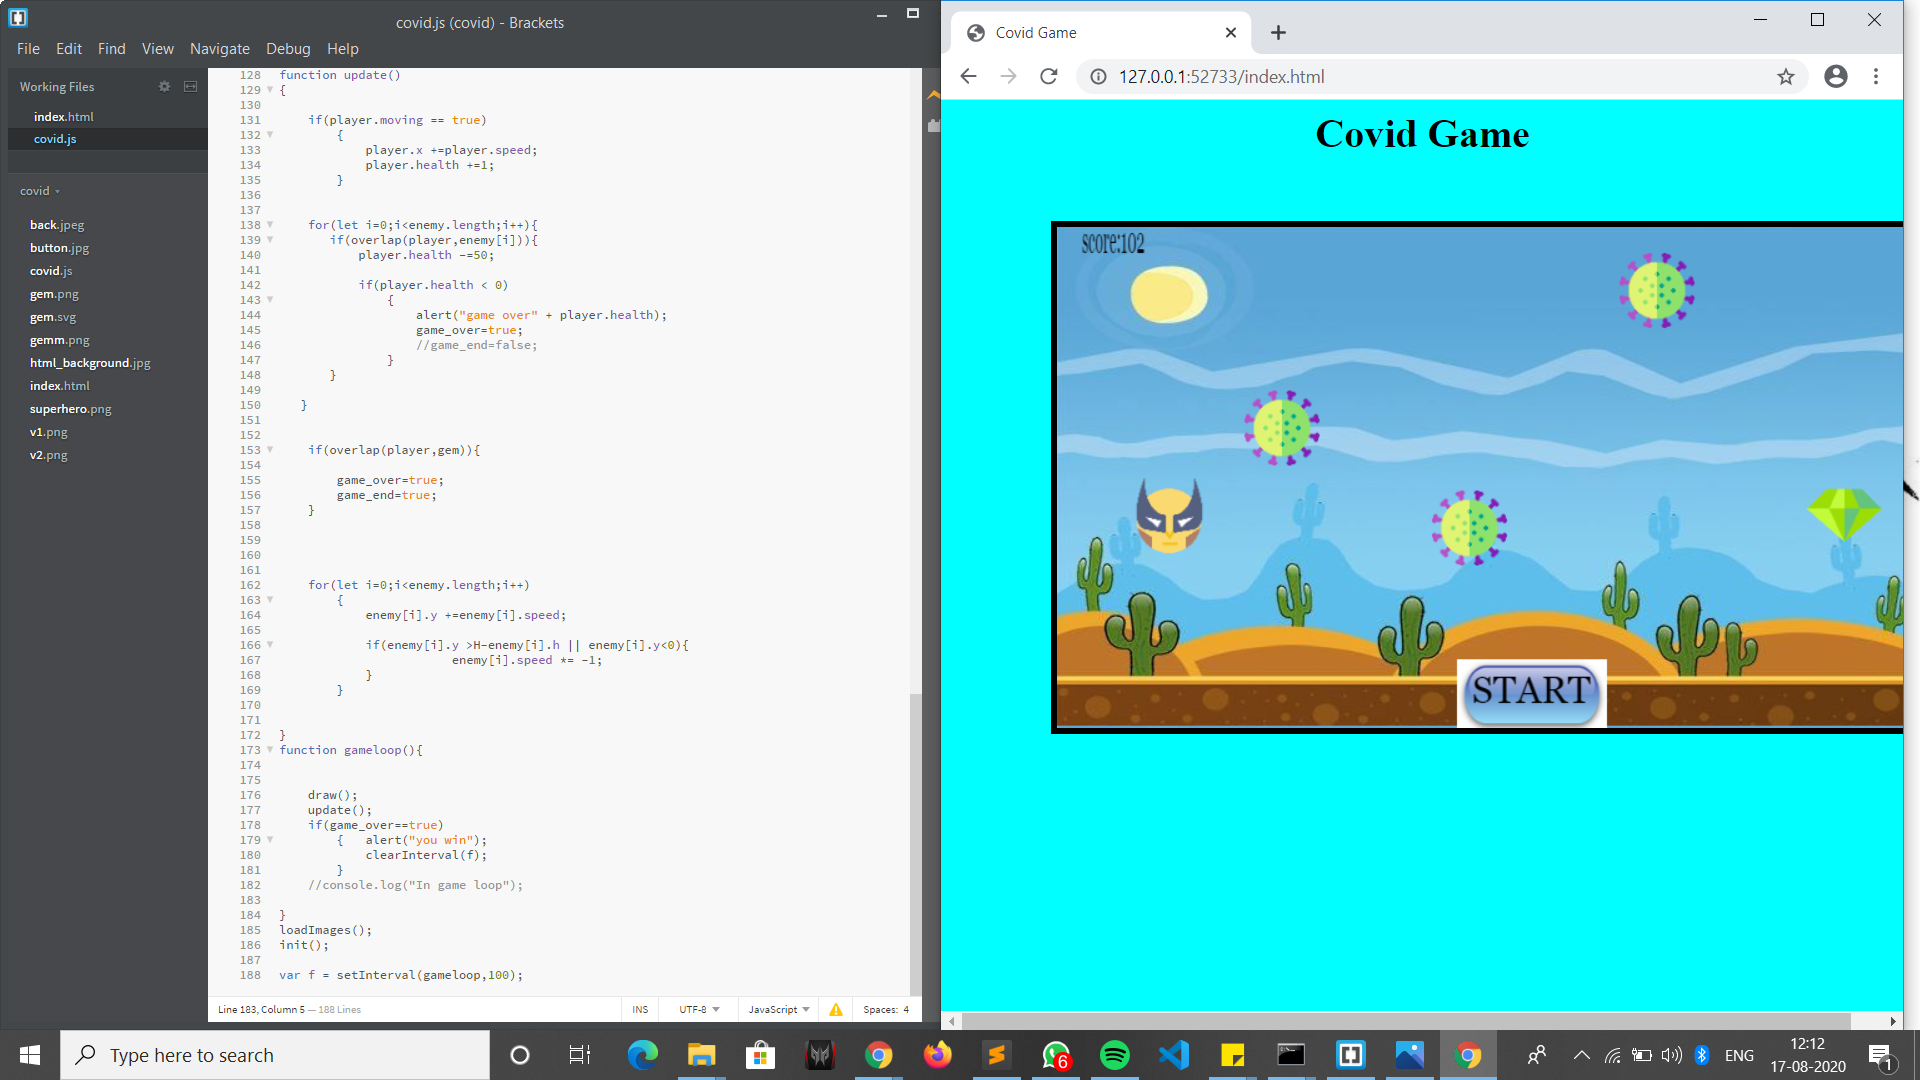 covid.js (covid) - Brackets
File Edit Find View Navigate Debug Help
Working Files
index.html
covid.js
covid
back.jpeg
button.jpg
covid.js
gem.png
gem.svg
gemm.png
html_background.jpg
index.html
superhero.png
v1.png
v2.png
128 function update()
129 {
130
131 if(player.moving == true)
132 {
133 player.x +=player.speed;
134 player.health +=1;
135 }
136
137
138 for(let i=0;i<enemy.length;i++){
139 if(overlap(player,enemy[i])){
140 player.health -=50;
141
142 if(player.health < 0)
143 {
144 alert("game over" + player.health);
145 game_over=true;
146 //game_end=false;
147 }
148 }
149
150 }
151
152
153 if(overlap(player,gem)){
154
155 game_over=true;
156 game_end=true;
157 }
158
159
160
161
162 for(let i=0;i<enemy.length;i++)
163 {
164 enemy[i].y +=enemy[i].speed;
165
166 if(enemy[i].y >H-enemy[i].h || enemy[i].y<0){
167 enemy[i].speed *= -1;
168 }
169 }
170
171
172 }
173 function gameloop(){
174
175
176 draw();
177 update();
178 if(game_over==true)
179 { alert("you win");
180 clearInterval(f);
181 }
182 //console.log("In game loop");
183
184 }
185 loadImages();
186 init();
187
188 var f = setInterval(gameloop,100);
Line 183, Column 5 — 188 Lines INS UTF-8 JavaScript Spaces: 4
Covid Game
127.0.0.1:52733/index.html
Covid Game
score:102
START
Type here to search
6
ENG
12:12
17-08-2020
1